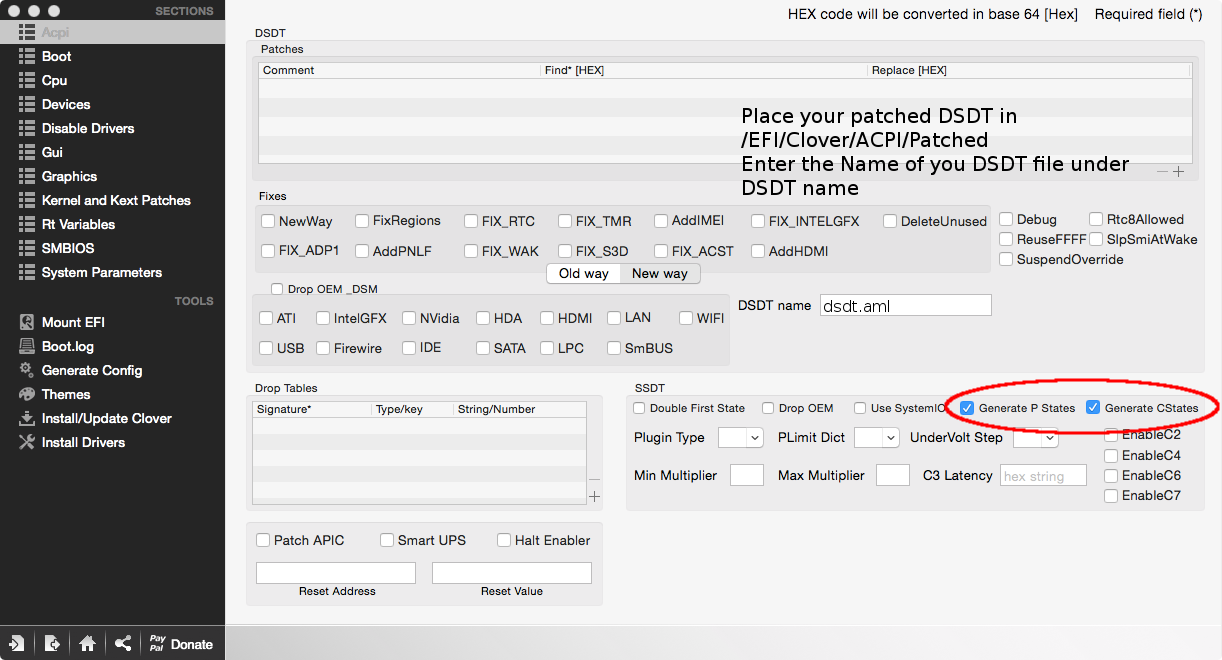 SECTIONS
Acpi
Boot
Cpu
Devices
Disable Drivers
Gui
Graphics
Kernel and Kext Patches
Rt Variables
SMBIOS
System Parameters
TOOLS
Mount EFI
Boot.log
Generate Config
Themes
Install/Update Clover
Install Drivers
Pay
Pal
Donate
HEX code will be converted in base 64 [Hex] Required field (*)
DSDT
Patches
Comment Find* [HEX] Replace [HEX]
Place your patched DSDT in
/EFI/Clover/ACPI/Patched
Enter the Name of you DSDT file under
DSDT name
Fixes
NewWay FixRegions FIX_RTC FIX_TMR AddIMEI FIX_INTELGFX DeleteUnused
FIX_ADP1 AddPNLF FIX_WAK FIX_S3D FIX_ACST AddHDMI
Debug Rtc8Allowed
ReuseFFFF SlpSmiAtWake
SuspendOverride
Old way New way
Drop OEM _DSM
ATI IntelGFX NVidia HDA HDMI LAN WIFI
USB Firewire IDE SATA LPC SmBUS
DSDT name dsdt.aml
Drop Tables
Signature* Type/key String/Number
SSDT
Double First State Drop OEM Use SystemIO Generate P States Generate CStates
Plugin Type PLimit Dict UnderVolt Step EnableC2
EnableC4
Min Multiplier Max Multiplier C3 Latency hex string EnableC6
EnableC7
Patch APIC Smart UPS Halt Enabler
Reset Address Reset Value